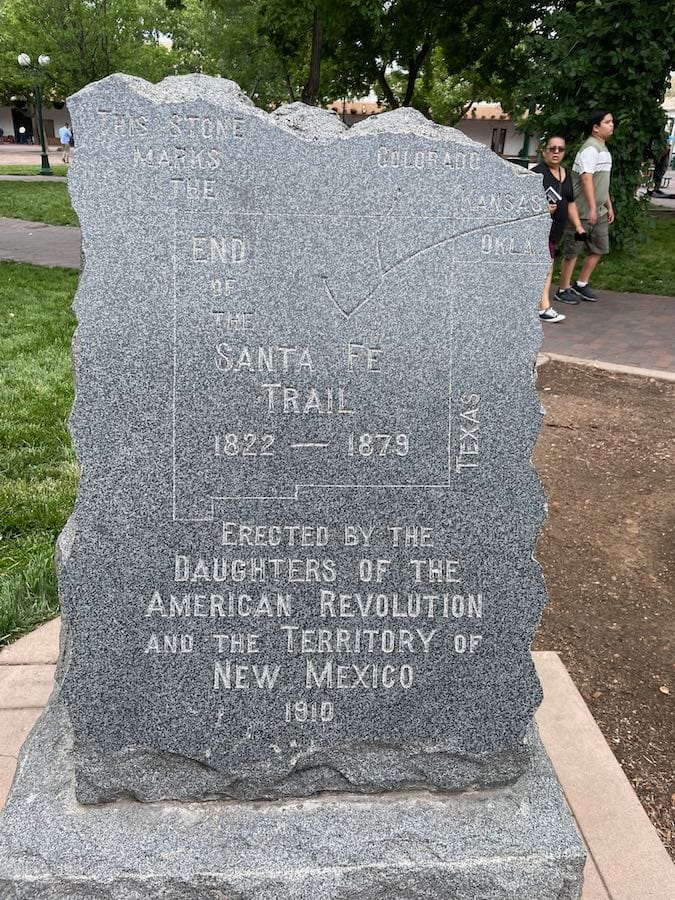 THIS STONE
MARKS
THE
COLORADO
KANSAS
OKLA.
END
OF
THE
SANTA FE
TRAIL
1822 — 1879
TEXAS
ERECTED BY THE
DAUGHTERS OF THE
AMERICAN REVOLUTION
AND THE TERRITORY OF
NEW MEXICO
1910